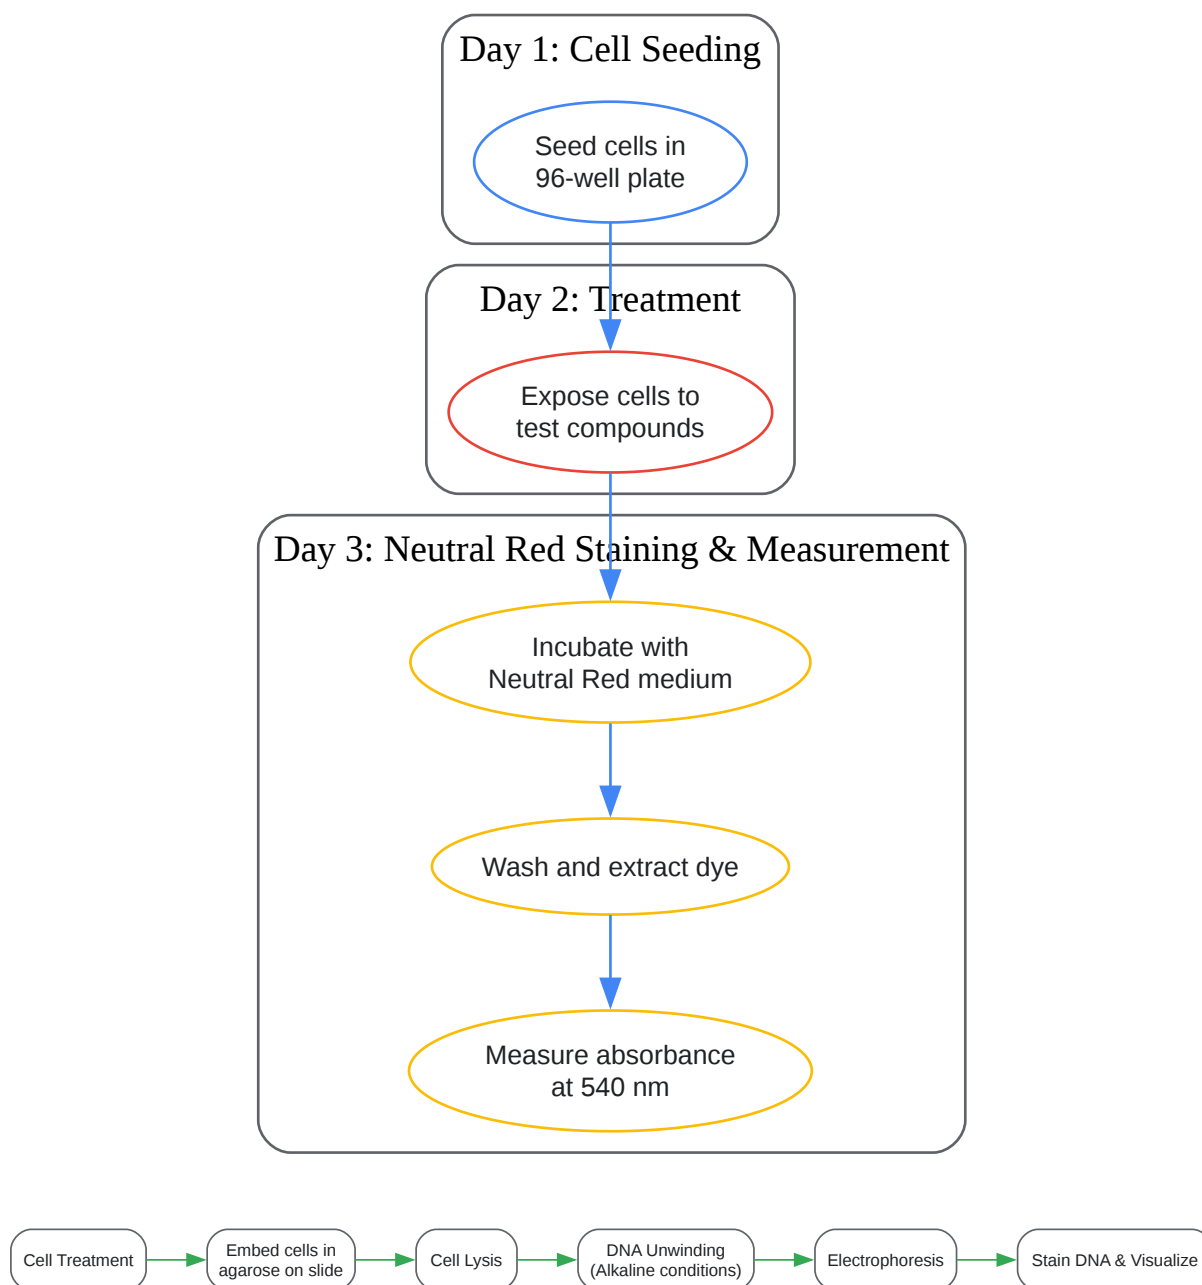 Day 1: Cell Seeding
Seed cells in
96-well plate
Day 2: Treatment
Expose cells to
test compounds
Day 3: Neutral Red Staining & Measurement
Incubate with
Neutral Red medium
Wash and extract dye
Measure absorbance
at 540 nm
Cell Treatment
Embed cells in
agarose on slide
Cell Lysis
DNA Unwinding
(Alkaline conditions)
Electrophoresis
Stain DNA & Visualize